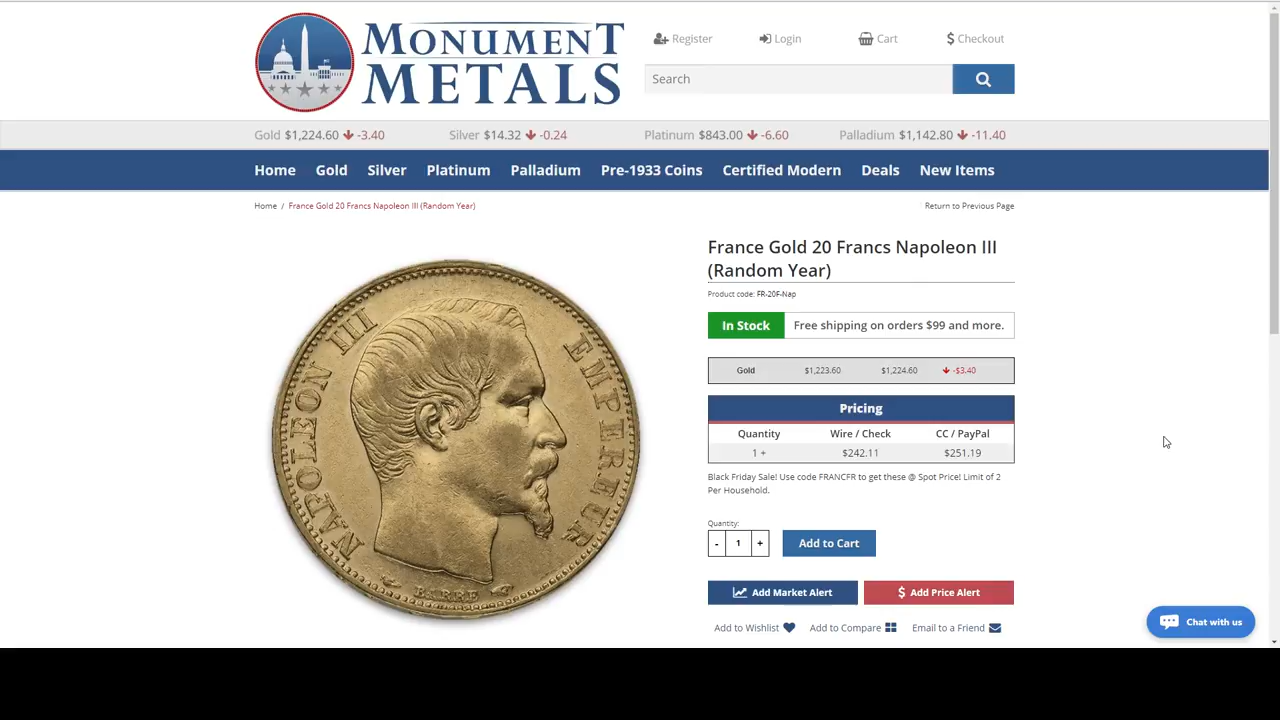 MONUMENT
METALS
Register
Login
Cart
$ Checkout
Search
Gold $1,224.60 -3.40
Silver $14.32 -0.24
Platinum $843.00 -6.60
Palladium $1,142.80 -11.40
Home Gold Silver Platinum Palladium Pre-1933 Coins Certified Modern Deals New Items
Home / France Gold 20 Francs Napoleon III (Random Year)
Return to Previous Page
NAPOLEON III EMPEREUR
BARRE
France Gold 20 Francs Napoleon III
(Random Year)
Product code: FR-20F-Nap
In Stock
Free shipping on orders $99 and more.
Gold $1,223.60 $1,224.60 -$3.40
Pricing
Quantity Wire / Check CC / PayPal
1 + $242.11 $251.19
Black Friday Sale! Use code FRANCFR to get these @ Spot Price! Limit of 2
Per Household.
Quantity:
- 1 +
Add to Cart
Add Market Alert
$ Add Price Alert
Add to Wishlist
Add to Compare
Email to a Friend
Chat with us